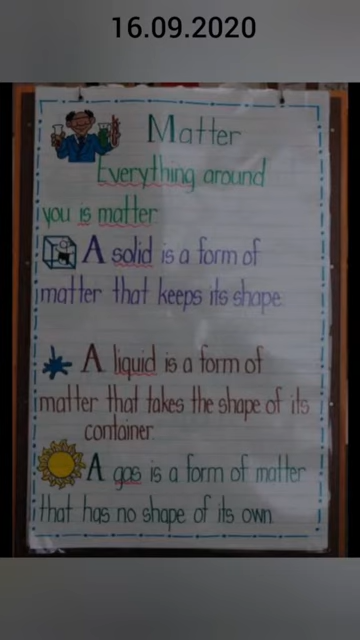 16.09.2020
Matter
Everything around
you is matter
A solid is a form of
matter that keeps its shape
A liquid is a form of
matter that takes the shape of its
container.
A gas is a form of matter
that has no shape of its own